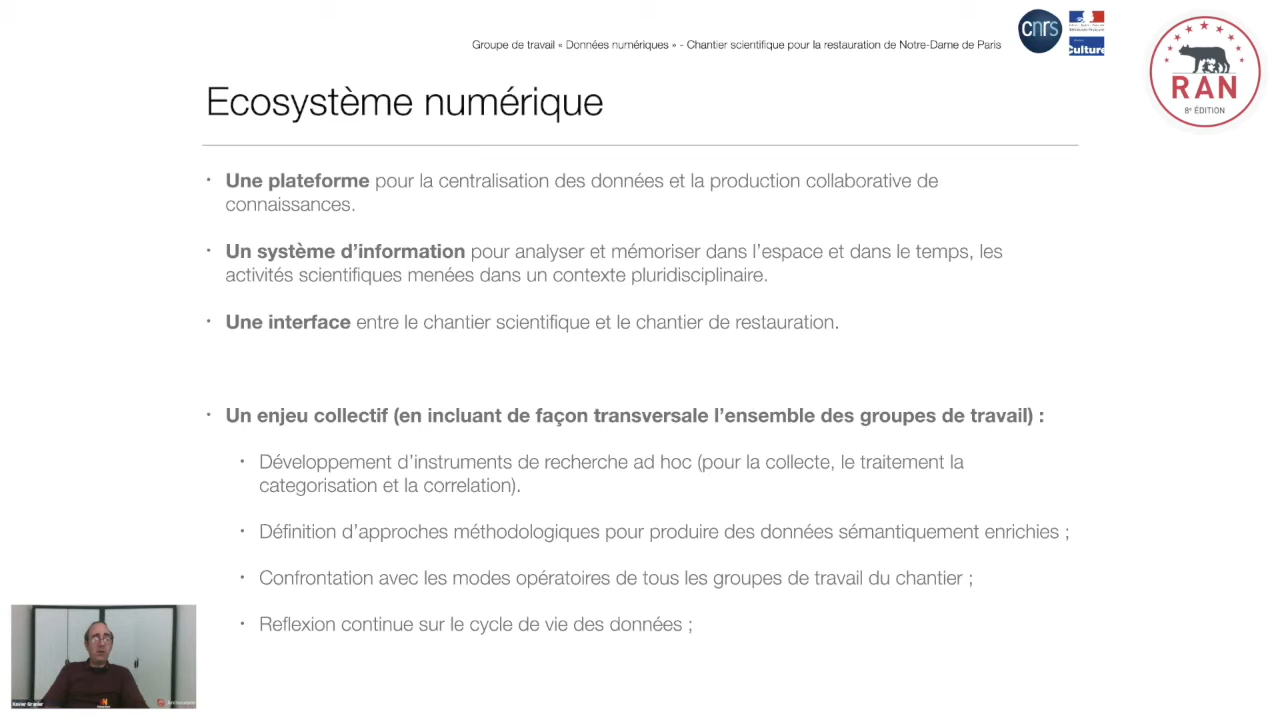 Groupe de travail « Données numériques » - Chantier scientifique pour la restauration de Notre-Dame de Paris
cnrs
Culture
RAN
8e ÉDITION
Ecosystème numérique
• Une plateforme pour la centralisation des données et la production collaborative de
connaissances.
• Un système d’information pour analyser et mémoriser dans l’espace et dans le temps, les
activités scientifiques menées dans un contexte pluridisciplinaire.
• Une interface entre le chantier scientifique et le chantier de restauration.
• Un enjeu collectif (en incluant de façon transversale l’ensemble des groupes de travail) :
• Développement d’instruments de recherche ad hoc (pour la collecte, le traitement la
categorisation et la correlation).
• Définition d’approches méthodologiques pour produire des données sémantiquement enrichies ;
• Confrontation avec les modes opératoires de tous les groupes de travail du chantier ;
• Reflexion continue sur le cycle de vie des données ;
Xavier Granier